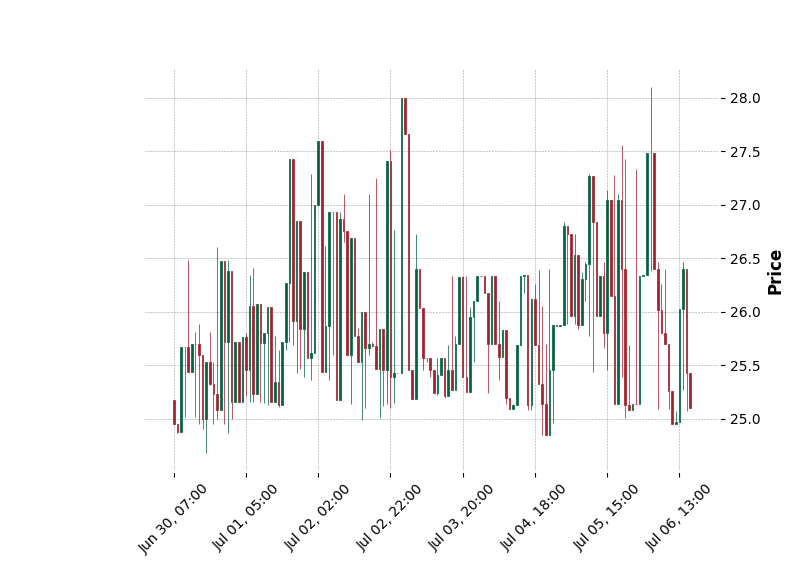 28.0
27.5
27.0
26.5
26.0
25.5
25.0
Price
Jun 30, 07:00
Jul 01, 05:00
Jul 02, 02:00
Jul 02, 22:00
Jul 03, 20:00
Jul 04, 18:00
Jul 05, 15:00
Jul 06, 13:00